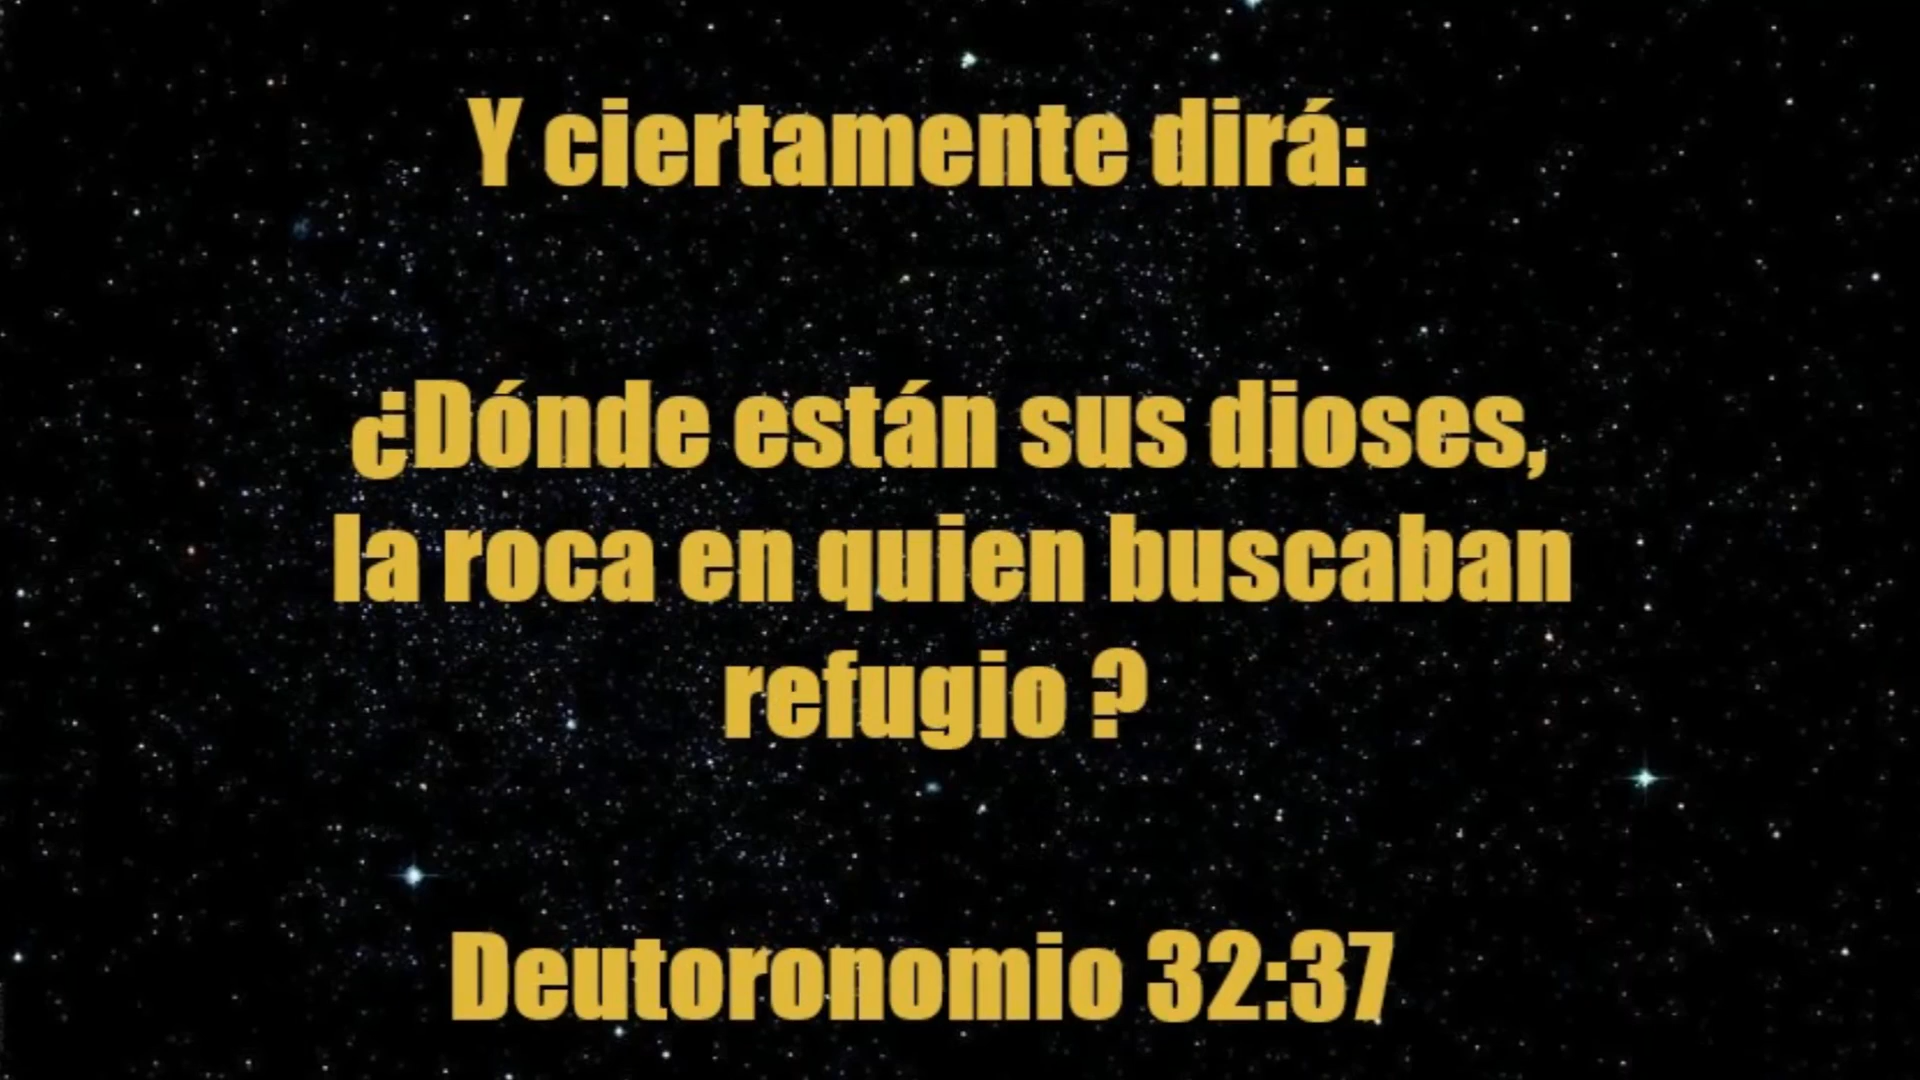 Y ciertamente dirá:
¿Dónde están sus dioses,
la roca en quien buscaban
refugio ?
Deutoronomio 32:37